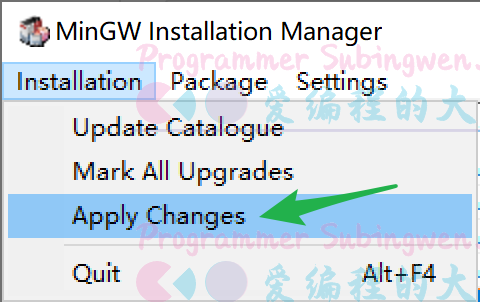 MinGW Installation Manager
Programmer Subingwen.
Installation Package Settings
爱编程的大
Update Catalogue
Mark All Upgrades
Apply Changes
Programmer Subingwen.
Quit Alt+F4
爱编程的大